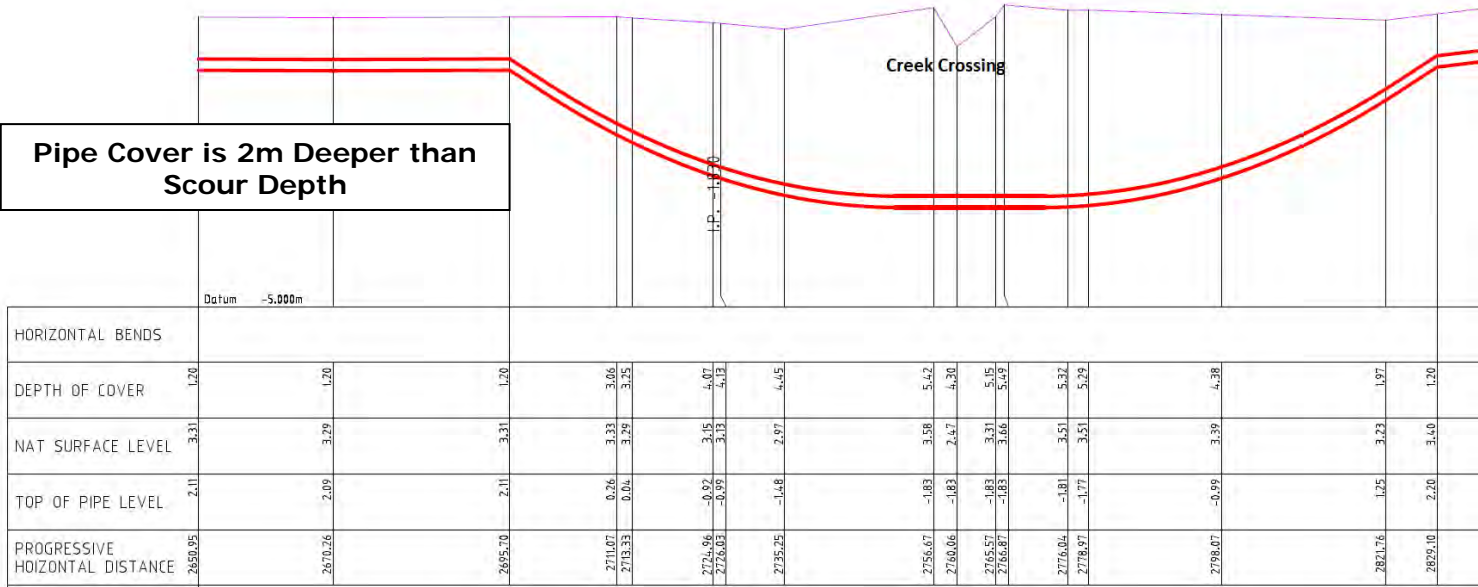 Creek Crossing
Pipe Cover is 2m Deeper than
Scour Depth
I.P. -1.830
Datum -5.000m
HORIZONTAL BENDS
DEPTH OF COVER 1.20 1.20 1.20 3.06 3.25 4.07 4.13 4.45 5.42 4.30 5.15 5.49 5.32 5.29 4.38 1.97 1.20
NAT SURFACE LEVEL 3.31 3.29 3.31 3.33 3.29 3.15 3.13 2.97 3.58 2.47 3.31 3.66 3.51 3.51 3.39 3.23 3.40
TOP OF PIPE LEVEL 2.11 2.09 2.11 0.26 0.04 -0.92 -0.99 -1.48 -1.83 -1.83 -1.83 -1.83 -1.81 -1.77 -0.99 1.25 2.20
PROGRESSIVE
HOIZONTAL DISTANCE 2650.95 2670.26 2695.70 2711.07 2713.33 2724.96 2726.03 2735.25 2756.67 2760.06 2765.57 2766.87 2776.04 2778.97 2798.07 2821.76 2829.10